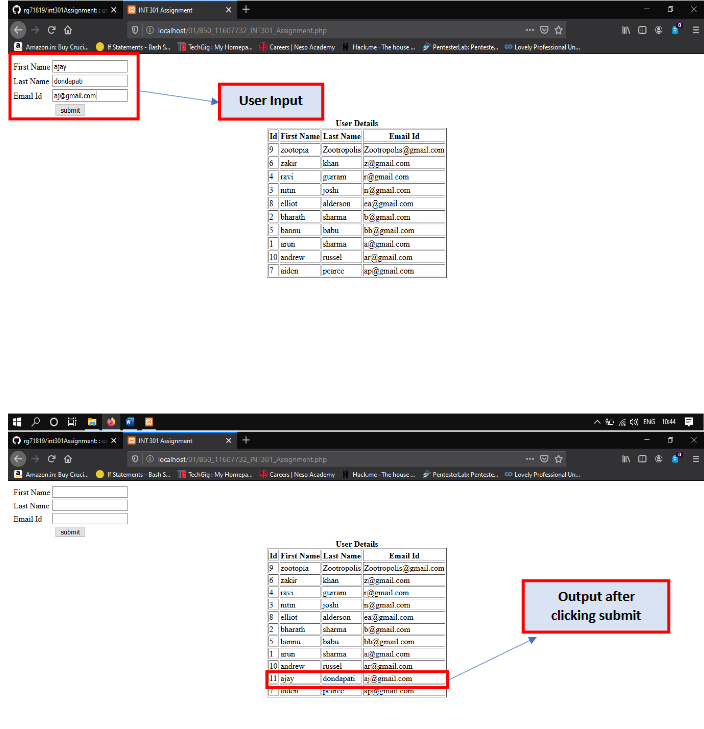 rg71819/int301Assignment: : us
INT 301 Assignment
localhost/01/B50_11607732_INT301_Assignment.php
Amazon.in: Buy Cruci... If Statements - Bash S... TechGig : My Homepa... Careers | Neso Academy Hack.me - The house ... PentesterLab: Penteste... Lovely Professional Un...
First Name ajay
Last Name dondapati
Email Id aj@gmail.com
submit
User Input
User Details
Id First Name Last Name Email Id
9 zootopia Zootropolis Zootropolis@gmail.com
6 zakir khan z@gmail.com
4 ravi gurram r@gmail.com
3 nitin joshi n@gmail.com
8 elliot alderson ea@gmail.com
2 bharath sharma b@gmail.com
5 bannu babu bb@gmail.com
1 arun sharma a@gmail.com
10 andrew russel ar@gmail.com
7 aiden pearce ap@gmail.com
ENG 10:44
rg71819/int301Assignment: : us
INT 301 Assignment
localhost/01/B50_11607732_INT301_Assignment.php
Amazon.in: Buy Cruci... If Statements - Bash S... TechGig : My Homepa... Careers | Neso Academy Hack.me - The house ... PentesterLab: Penteste... Lovely Professional Un...
First Name
Last Name
Email Id
submit
User Details
Id First Name Last Name Email Id
9 zootopia Zootropolis Zootropolis@gmail.com
6 zakir khan z@gmail.com
4 ravi gurram r@gmail.com
3 nitin joshi n@gmail.com
8 elliot alderson ea@gmail.com
2 bharath sharma b@gmail.com
5 bannu babu bb@gmail.com
1 arun sharma a@gmail.com
10 andrew russel ar@gmail.com
11 ajay dondapati aj@gmail.com
7 aiden pearce ap@gmail.com
Output after
clicking submit